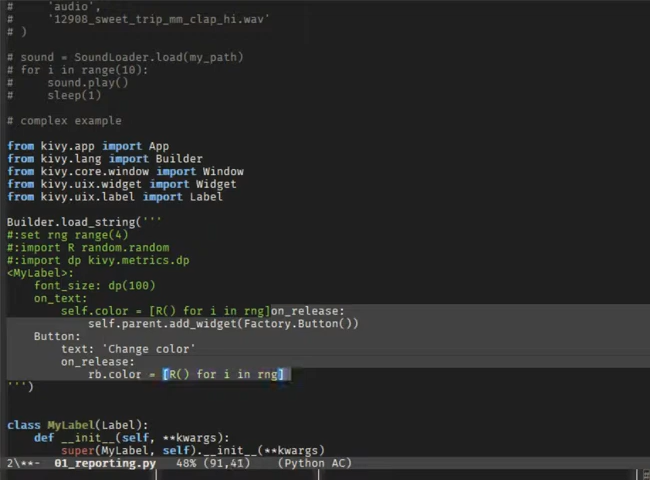 #     'audio',
#     '12908_sweet_trip_mm_clap_hi.wav'
# )
# sound = SoundLoader.load(my_path)
# for i in range(10):
#     sound.play()
#     sleep(1)
# complex example
from kivy.app import App
from kivy.lang import Builder
from kivy.core.window import Window
from kivy.uix.widget import Widget
from kivy.uix.label import Label
Builder.load_string('''
#:set rng range(4)
#:import R random.random
#:import dp kivy.metrics.dp
<MyLabel>:
    font_size: dp(100)
    on_text:
        self.color = [R() for i in rng]on_release:
            self.parent.add_widget(Factory.Button())
    Button:
        text: 'Change color'
        on_release:
            rb.color = [R() for i in rng]
''')
class MyLabel(Label):
    def __init__(self, **kwargs):
        super(MyLabel, self).__init__(**kwargs)
2\**-  01_reporting.py   48% (91,41)   (Python AC)